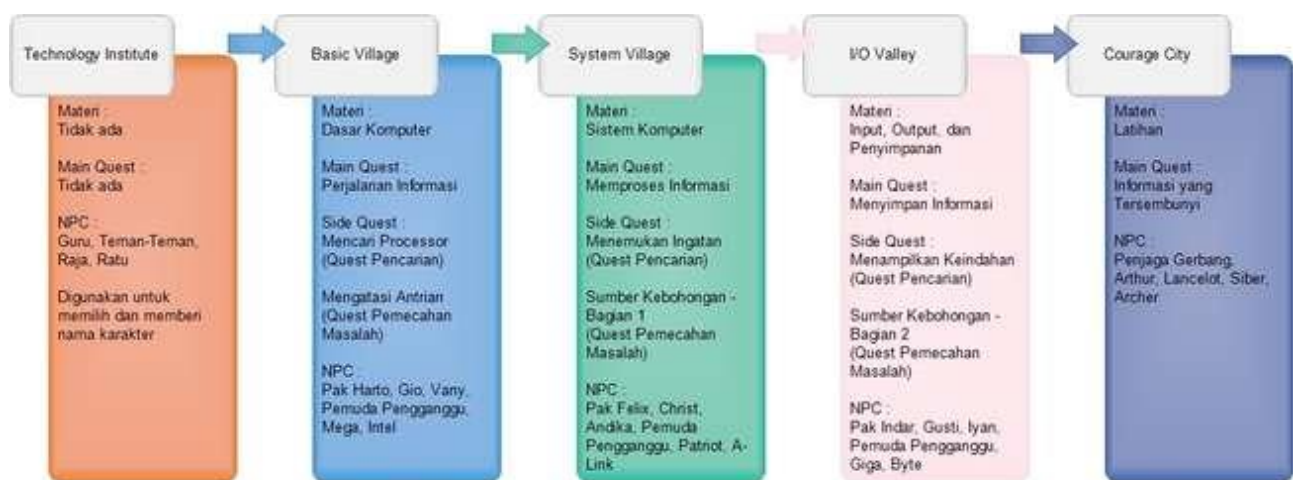 Technology Institute
Materi :
Tidak ada
Main Quest :
Tidak ada
NPC :
Guru, Teman-Teman,
Raja, Ratu
Digunakan untuk
memilih dan memberi
nama karakter
Basic Village
Materi :
Dasar Komputer
Main Quest :
Perjalanan Informasi
Side Quest :
Mencari Processor
(Quest Pencarian)
Mengatasi Antrian
(Quest Pemecahan
Masalah)
NPC :
Pak Harto, Gio, Vany,
Pemuda Pengganggu,
Mega, Intel
System Village
Materi :
Sistem Komputer
Main Quest :
Memproses Informasi
Side Quest :
Menemukan Ingatan
(Quest Pencarian)
Sumber Kebohongan -
Bagian 1
(Quest Pemecahan
Masalah)
NPC :
Pak Felix, Christ,
Andika, Pemuda
Pengganggu, Patriot, A-
Link
I/O Valley
Materi :
Input, Output, dan
Penyimpanan
Main Quest :
Menyimpan Informasi
Side Quest :
Menampilkan Keindahan
(Quest Pencarian)
Sumber Kebohongan -
Bagian 2
(Quest Pemecahan
Masalah)
NPC :
Pak Indar, Gusti, Iyan,
Pemuda Pengganggu,
Giga, Byte
Courage City
Materi :
Latihan
Main Quest :
Informasi yang
Tersembunyi
NPC :
Penjaga Gerbang,
Arthur, Lancelot, Siber,
Archer